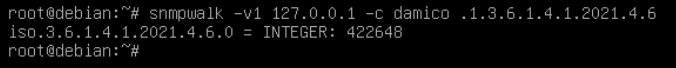 root@debian:~# snmpwalk -v1 127.0.0.1 -c damico .1.3.6.1.4.1.2021.4.6
iso.3.6.1.4.1.2021.4.6.0 = INTEGER: 422648
root@debian:~#